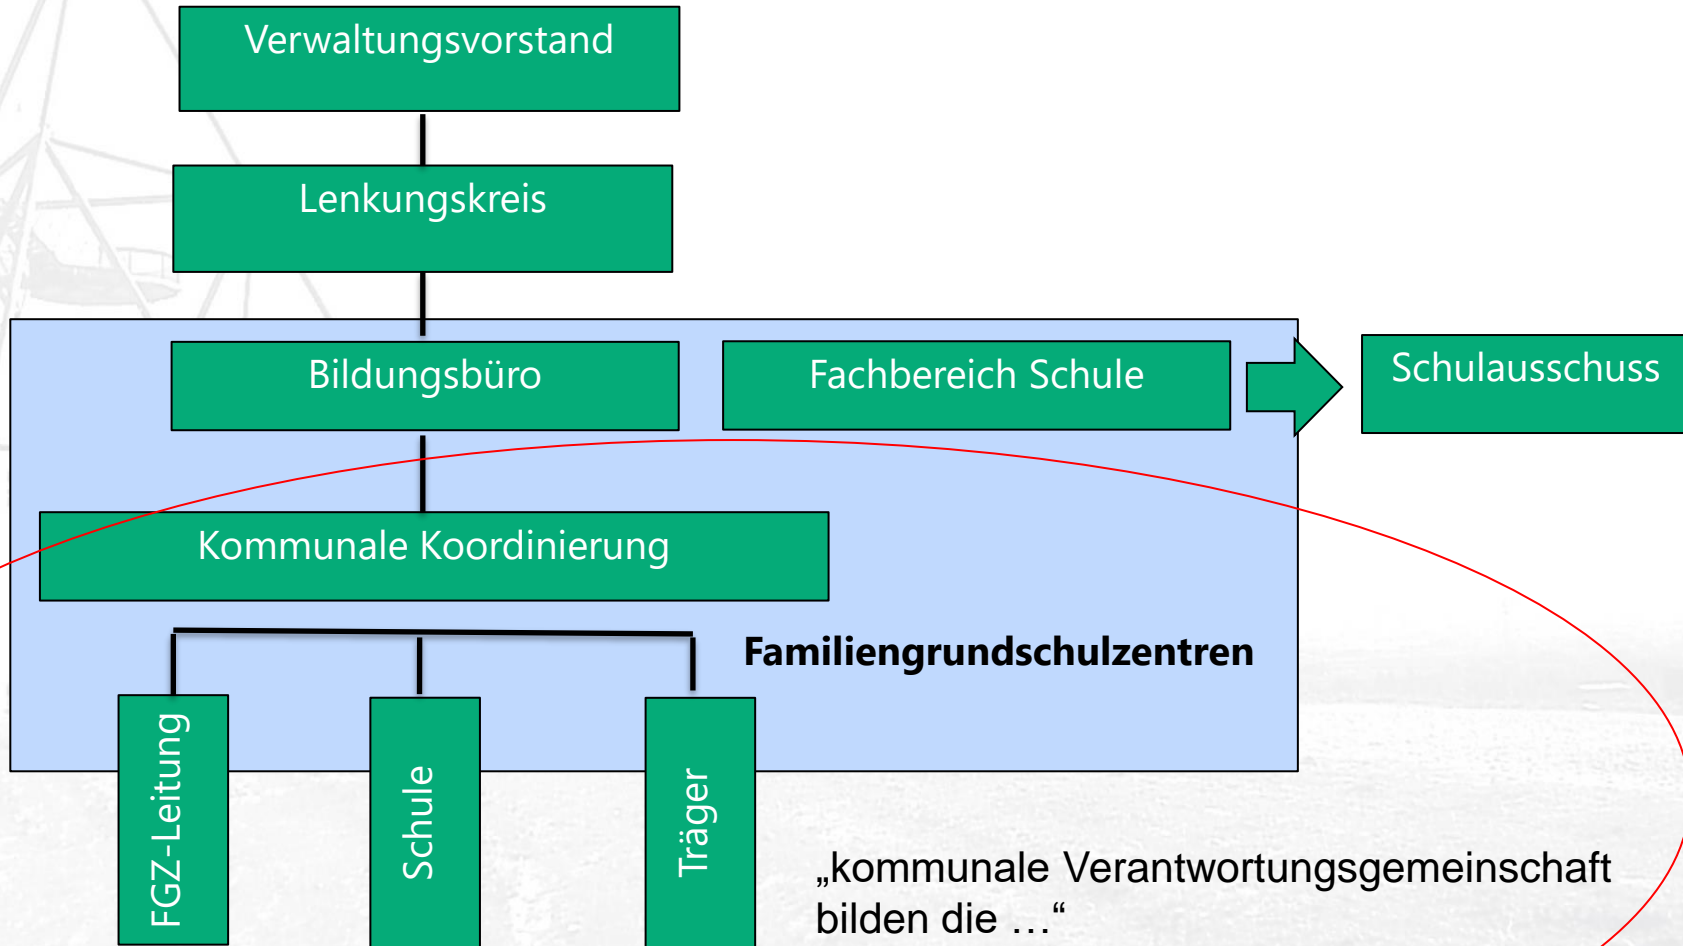 Verwaltungsvorstand
Lenkungskreis
Bildungsbüro
Fachbereich Schule
Schulausschuss
Kommunale Koordinierung
Familiengrundschulzentren
FGZ-Leitung
Schule
Träger
„kommunale Verantwortungsgemeinschaft
bilden die …“